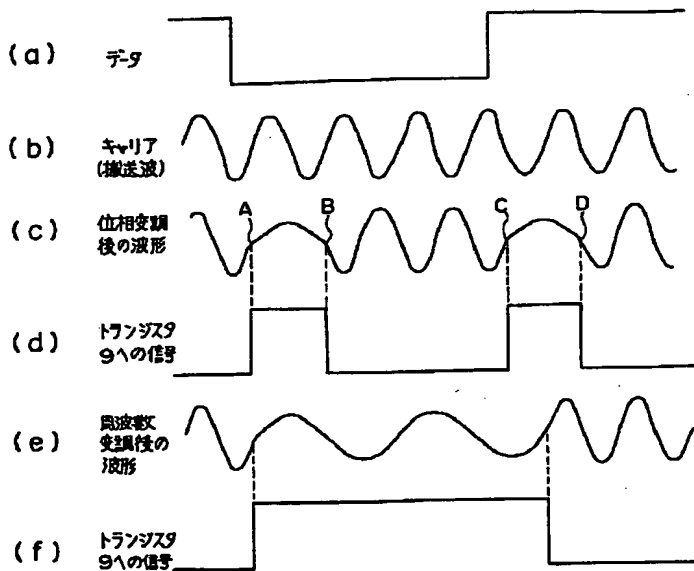 (a) データ
(b) キャリア
(搬送波)
A B C D
(c) 位相変調
後の波形
(d) トランジスタ
9への信号
(e) 周波数
変調後の
波形
(f) トランジスタ
9への信号